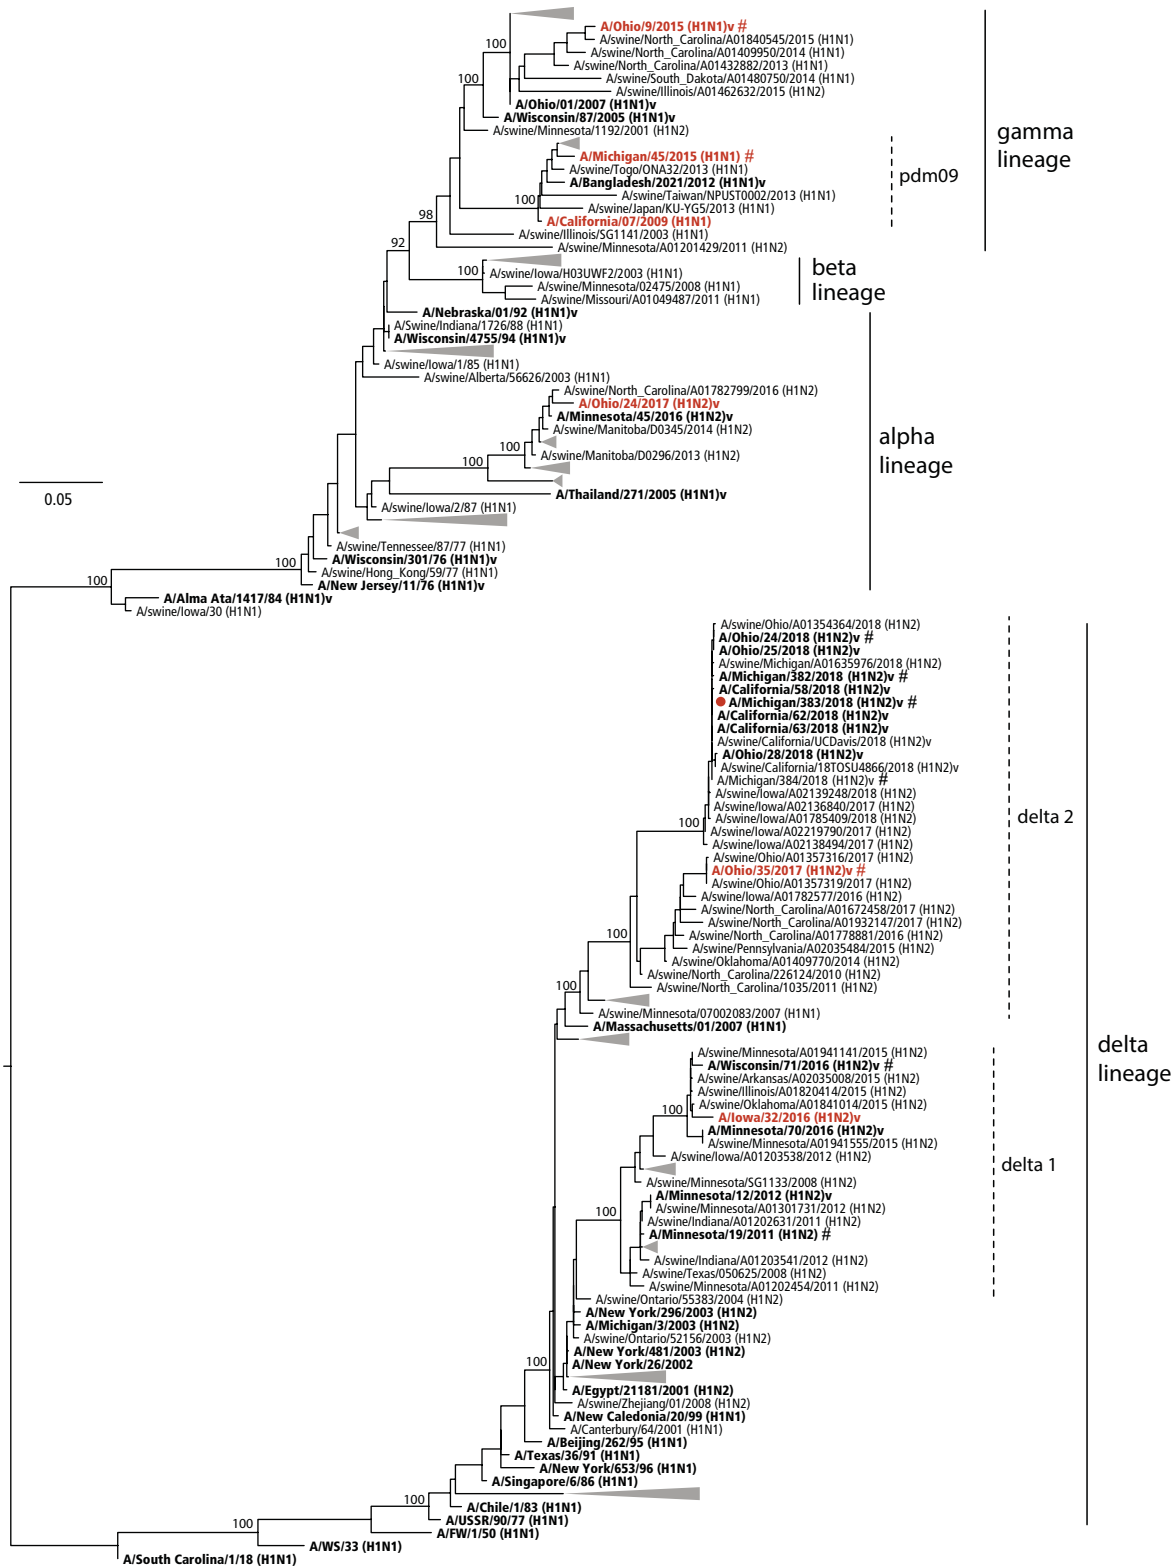 A/Ohio/9/2015 (H1N1)v #
A/swine/North_Carolina/A01840545/2015 (H1N1)
100
A/swine/North_Carolina/A01409950/2014 (H1N1)
A/swine/North_Carolina/A01432882/2013 (H1N1)
100
A/swine/South_Dakota/A01480750/2014 (H1N1)
A/swine/Illinois/A01462632/2015 (H1N2)
A/Ohio/01/2007 (H1N1)v
A/Wisconsin/87/2005 (H1N1)v
A/swine/Minnesota/1192/2001 (H1N2)
gamma
lineage
A/Michigan/45/2015 (H1N1) #
A/swine/Togo/ONA32/2013 (H1N1)
pdm09
A/Bangladesh/2021/2012 (H1N1)v
A/swine/Taiwan/NPUST0002/2013 (H1N1)
100
A/swine/Japan/KU-YG5/2013 (H1N1)
98
A/California/07/2009 (H1N1)
A/swine/Illinois/SG1141/2003 (H1N1)
92
A/swine/Minnesota/A01201429/2011 (H1N2)
100
A/swine/Iowa/H03UWF2/2003 (H1N1)
beta
lineage
A/swine/Minnesota/02475/2008 (H1N1)
A/swine/Missouri/A01049487/2011 (H1N1)
A/Nebraska/01/92 (H1N1)v
A/Swine/Indiana/1726/88 (H1N1)
A/Wisconsin/4755/94 (H1N1)v
A/swine/Iowa/1/85 (H1N1)
A/swine/Alberta/56626/2003 (H1N1)
A/swine/North_Carolina/A01782799/2016 (H1N2)
A/Ohio/24/2017 (H1N2)v
A/Minnesota/45/2016 (H1N2)v
A/swine/Manitoba/D0345/2014 (H1N2)
alpha
lineage
100
A/swine/Manitoba/D0296/2013 (H1N2)
100
0.05
A/Thailand/271/2005 (H1N1)v
A/swine/Iowa/2/87 (H1N1)
A/swine/Tennessee/87/77 (H1N1)
A/Wisconsin/301/76 (H1N1)v
100
A/swine/Hong_Kong/59/77 (H1N1)
100
A/New Jersey/11/76 (H1N1)v
A/Alma Ata/1417/84 (H1N1)v
A/swine/Iowa/30 (H1N1)
A/swine/Ohio/A01354364/2018 (H1N2)
A/Ohio/24/2018 (H1N2)v #
A/Ohio/25/2018 (H1N2)v
A/swine/Michigan/A01635976/2018 (H1N2)
A/Michigan/382/2018 (H1N2)v #
A/California/58/2018 (H1N2)v
A/Michigan/383/2018 (H1N2)v #
A/California/62/2018 (H1N2)v
A/California/63/2018 (H1N2)v
A/swine/California/UCDavis/2018 (H1N2)v
A/Ohio/28/2018 (H1N2)v
A/swine/California/18TOSU4866/2018 (H1N2)v
A/Michigan/384/2018 (H1N2)v #
A/swine/Iowa/A02139248/2018 (H1N2)
A/swine/Iowa/A02136840/2017 (H1N2)
A/swine/Iowa/A01785409/2018 (H1N2)
delta 2
100
A/swine/Iowa/A02219790/2017 (H1N2)
A/swine/Iowa/A02138494/2017 (H1N2)
A/swine/Ohio/A01357316/2017 (H1N2)
A/Ohio/35/2017 (H1N2)v #
A/swine/Ohio/A01357319/2017 (H1N2)
A/swine/Iowa/A01782577/2016 (H1N2)
A/swine/North_Carolina/A01672458/2017 (H1N2)
A/swine/North_Carolina/A01932147/2017 (H1N2)
100
A/swine/North_Carolina/A01778881/2016 (H1N2)
A/swine/Pennsylvania/A02035484/2015 (H1N2)
A/swine/Oklahoma/A01409770/2014 (H1N2)
A/swine/North_Carolina/226124/2010 (H1N2)
100
A/swine/North_Carolina/1035/2011 (H1N2)
A/swine/Minnesota/07002083/2007 (H1N1)
A/Massachusetts/01/2007 (H1N1)
delta
lineage
A/swine/Minnesota/A01941141/2015 (H1N2)
A/Wisconsin/71/2016 (H1N2)v #
A/swine/Arkansas/A02035008/2015 (H1N2)
A/swine/Illinois/A01820414/2015 (H1N2)
A/swine/Oklahoma/A01841014/2015 (H1N2)
100
A/Iowa/32/2016 (H1N2)v
A/Minnesota/70/2016 (H1N2)v
A/swine/Minnesota/A01941555/2015 (H1N2)
A/swine/Iowa/A01203538/2012 (H1N2)
delta 1
A/swine/Minnesota/SG1133/2008 (H1N2)
A/Minnesota/12/2012 (H1N2)v
A/swine/Minnesota/A01301731/2012 (H1N2)
100
A/swine/Indiana/A01202631/2011 (H1N2)
A/Minnesota/19/2011 (H1N2) #
A/swine/Indiana/A01203541/2012 (H1N2)
A/swine/Texas/050625/2008 (H1N2)
A/swine/Minnesota/A01202454/2011 (H1N2)
A/swine/Ontario/55383/2004 (H1N2)
A/New York/296/2003 (H1N2)
A/Michigan/3/2003 (H1N2)
A/swine/Ontario/52156/2003 (H1N2)
A/New York/481/2003 (H1N2)
100
A/New York/26/2002
A/Egypt/21181/2001 (H1N2)
A/swine/Zhejiang/01/2008 (H1N2)
A/New Caledonia/20/99 (H1N1)
A/Canterbury/64/2001 (H1N1)
A/Beijing/262/95 (H1N1)
A/Texas/36/91 (H1N1)
A/New York/653/96 (H1N1)
A/Singapore/6/86 (H1N1)
100
A/Chile/1/83 (H1N1)
A/USSR/90/77 (H1N1)
100
A/FW/1/50 (H1N1)
A/WS/33 (H1N1)
A/South Carolina/1/18 (H1N1)